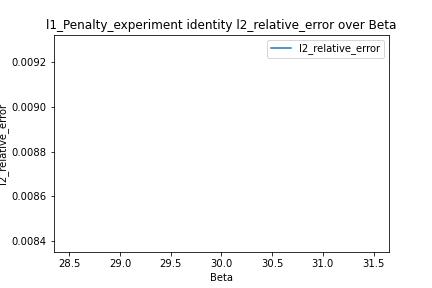 l1_Penalty_experiment identity l2_relative_error over Beta
l2_relative_error
0.0092
0.0090
0.0088
0.0086
0.0084
l2_relative_error
28.5 29.0 29.5 30.0 30.5 31.0 31.5
Beta